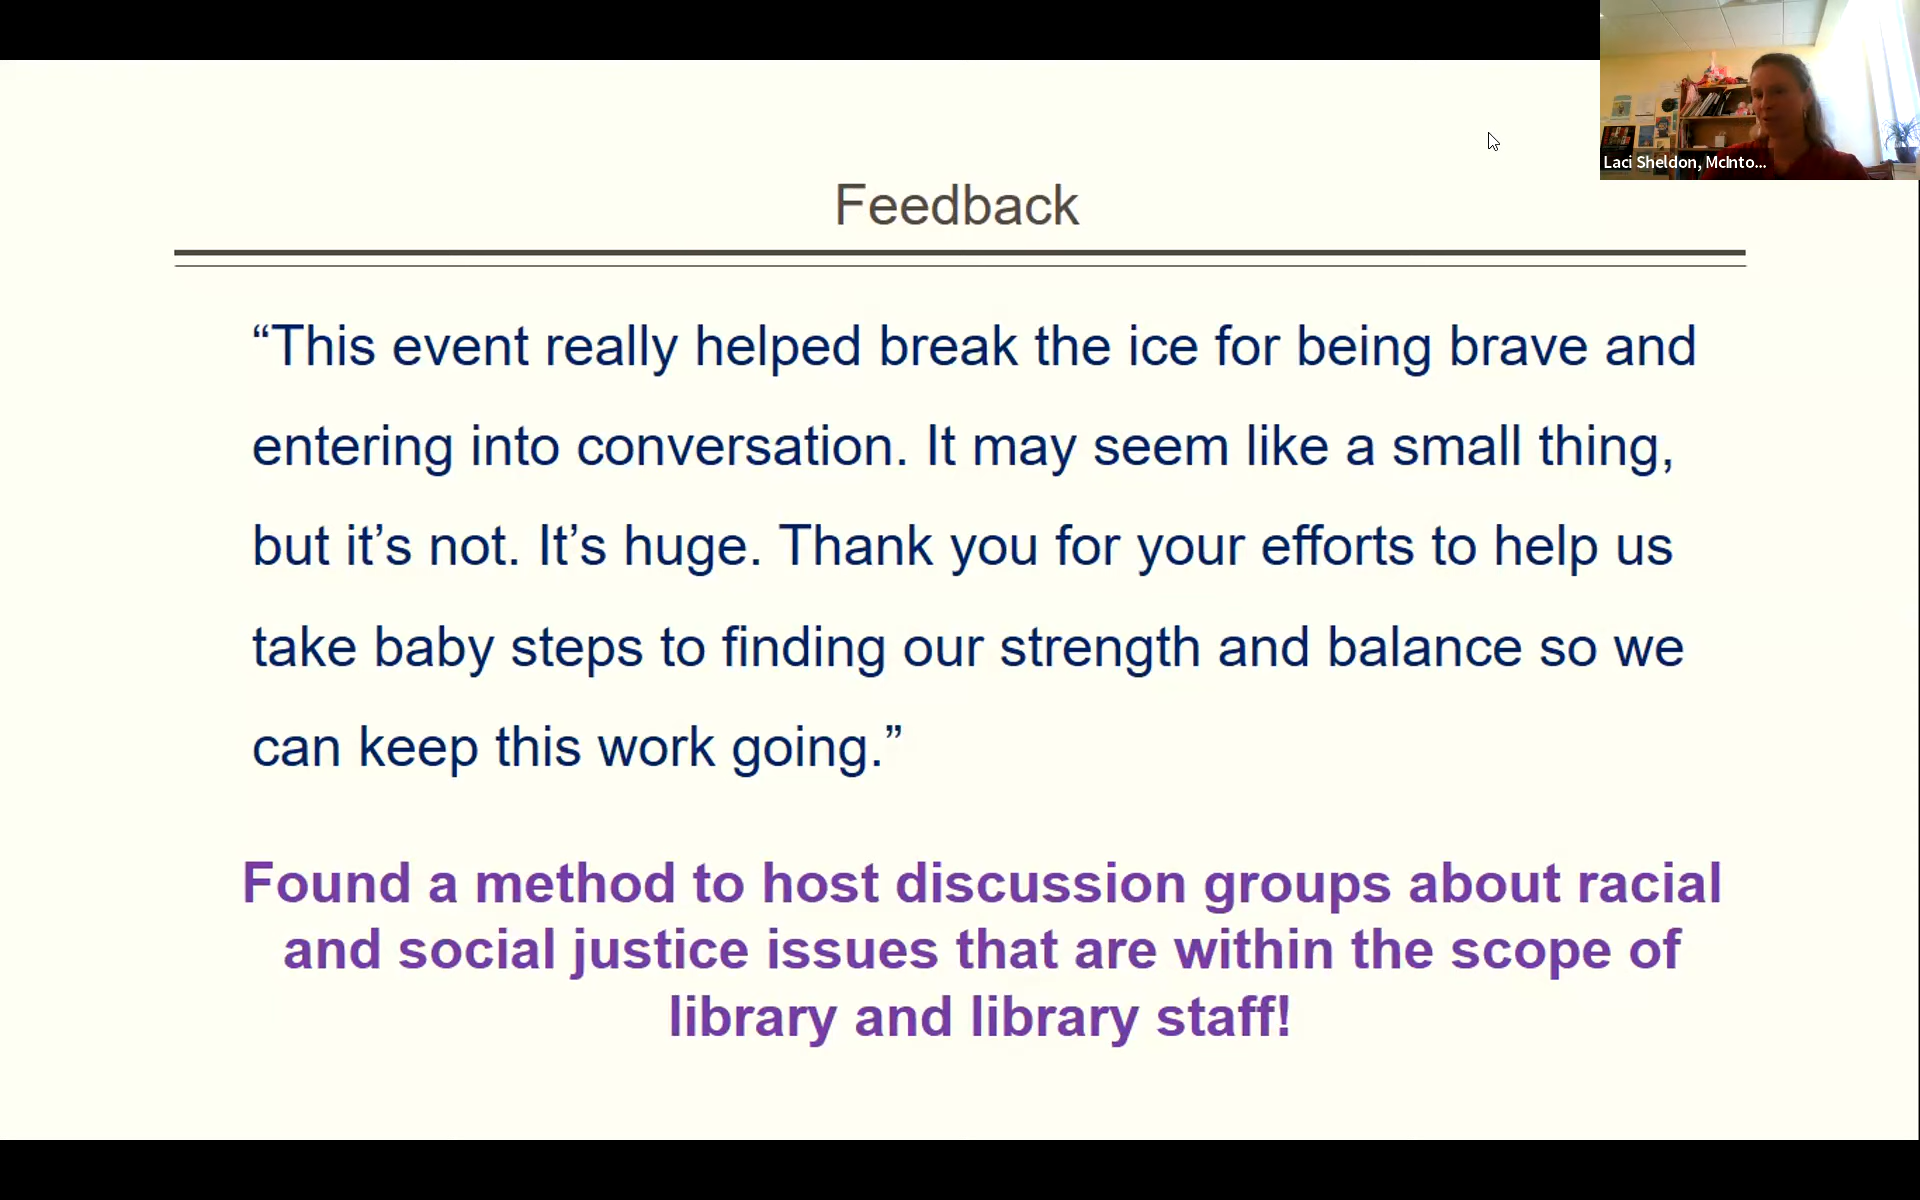 Laci Sheldon, McInto...
Feedback
“This event really helped break the ice for being brave and
entering into conversation. It may seem like a small thing,
but it’s not. It’s huge. Thank you for your efforts to help us
take baby steps to finding our strength and balance so we
can keep this work going.”
Found a method to host discussion groups about racial
and social justice issues that are within the scope of
library and library staff!